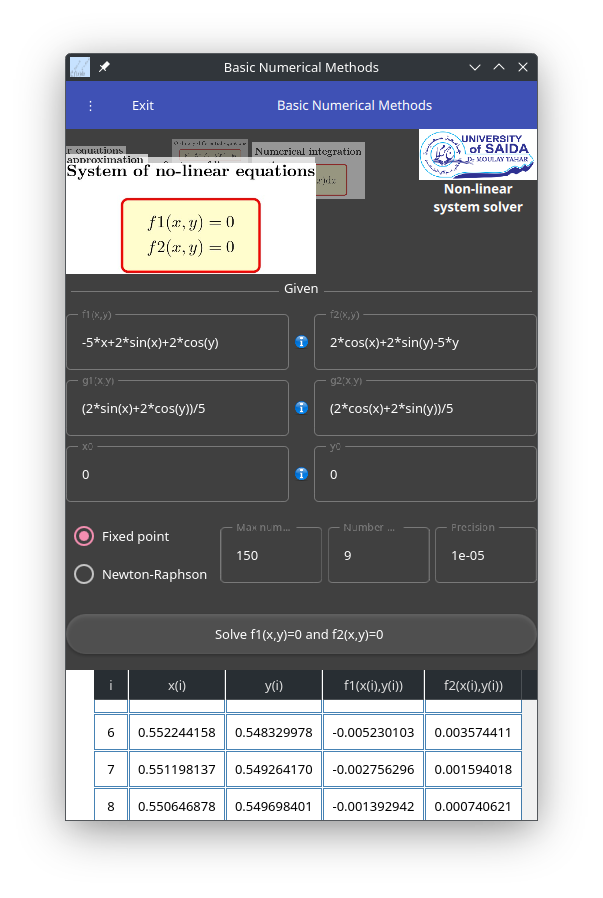 Basic Numerical Methods
Exit
Basic Numerical Methods
equations
approximation
Numerical integration
System of no-linear equations
f1(x, y) = 0
f2(x, y) = 0
UNIVERSITY
of SAIDA
Dr MOULAY TAHAR
Non-linear
system solver
Given
f1(x,y) f2(x,y)
-5*x+2*sin(x)+2*cos(y) 2*cos(x)+2*sin(y)-5*y
g1(x,y) g2(x,y)
(2*sin(x)+2*cos(y))/5 (2*cos(x)+2*sin(y))/5
x0 y0
0 0
Fixed point
Newton-Raphson
Max num... Number ... Precision
150 9 1e-05
Solve f1(x,y)=0 and f2(x,y)=0
i x(i) y(i) f1(x(i),y(i)) f2(x(i),y(i))
6 0.552244158 0.548329978 -0.005230103 0.003574411
7 0.551198137 0.549264170 -0.002756296 0.001594018
8 0.550646878 0.549698401 -0.001392942 0.000740621